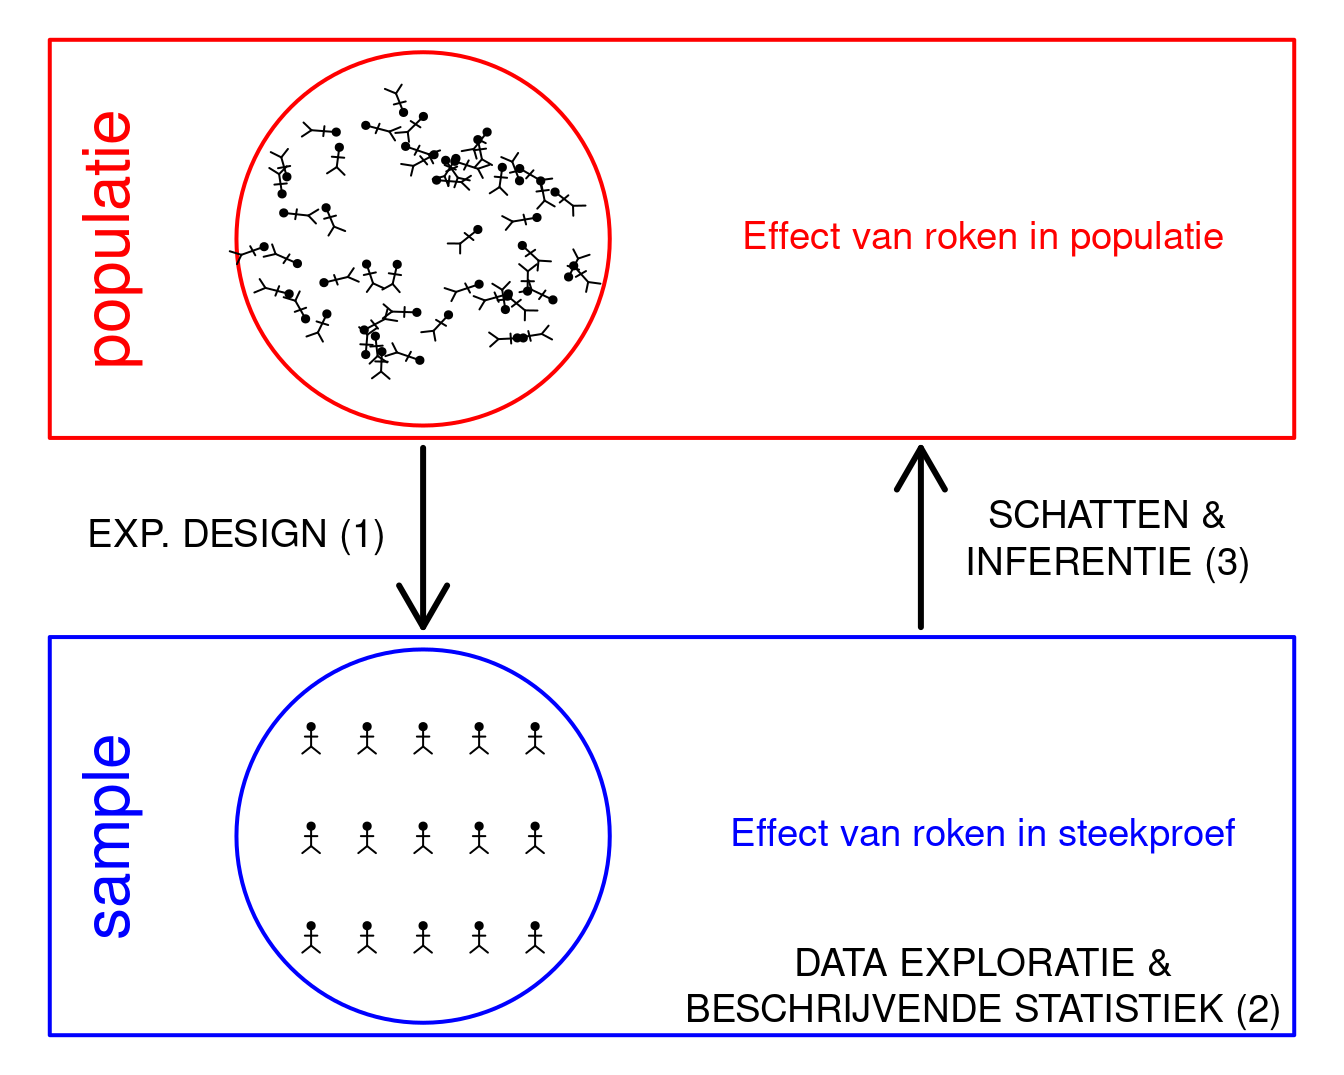 populatie
Effect van roken in populatie
EXP. DESIGN (1)
SCHATTEN &
INFERENTIE (3)
sample
Effect van roken in steekproef
DATA EXPLORATIE &
BESCHRIJVENDE STATISTIEK (2)